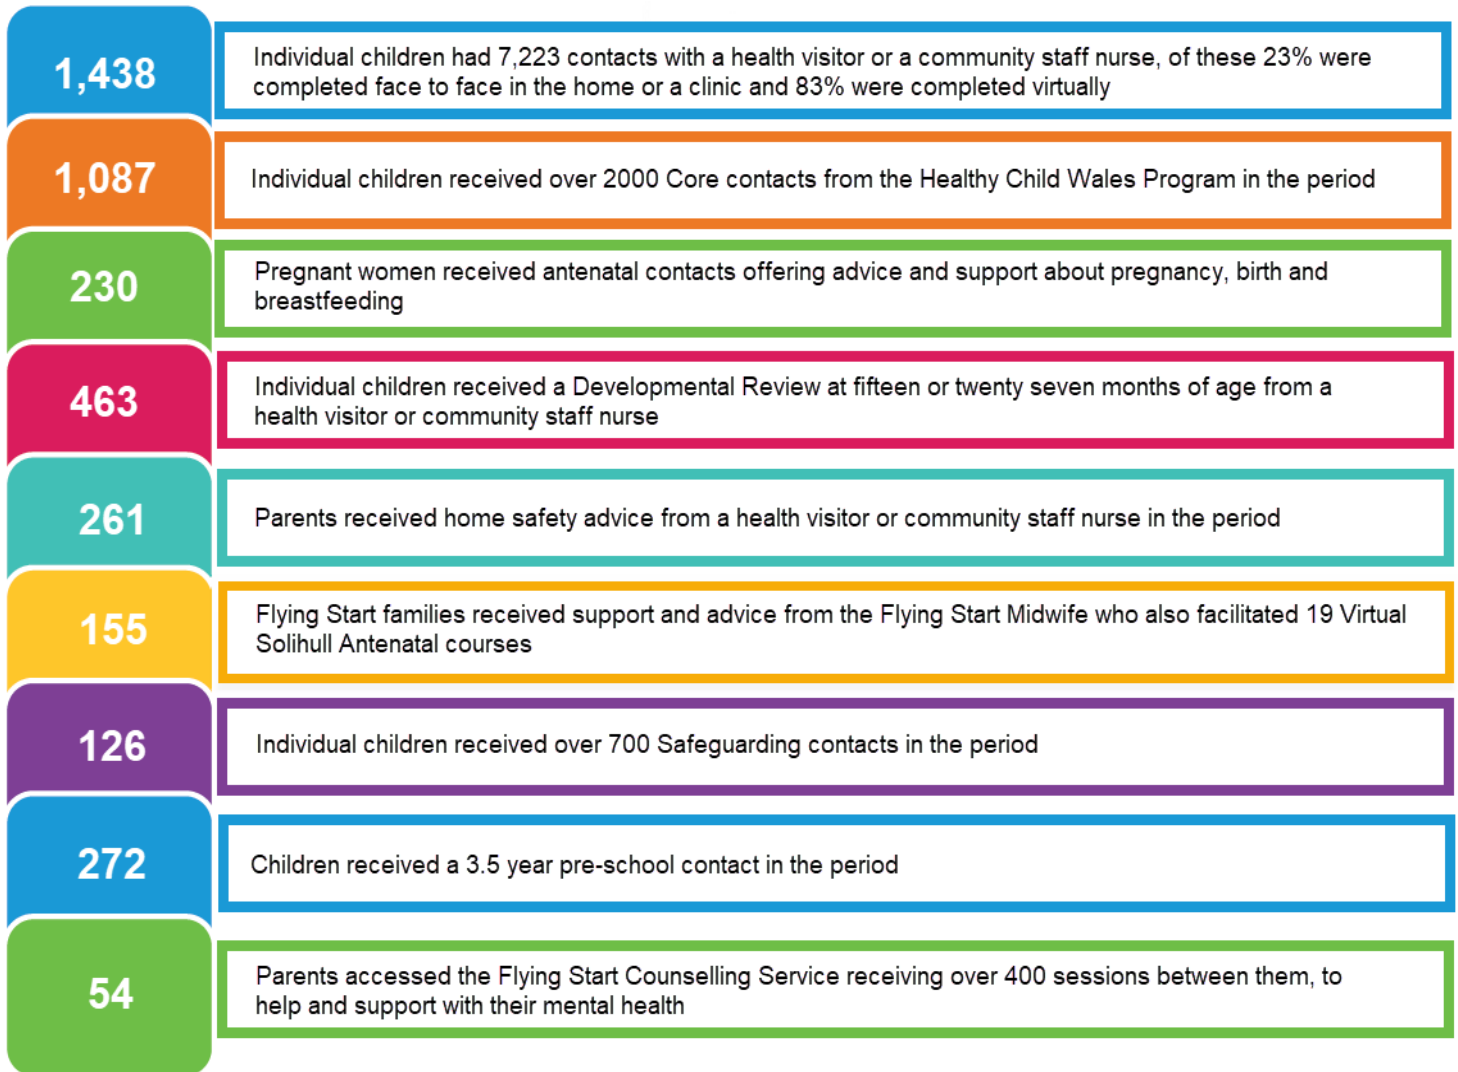 1,438
Individual children had 7,223 contacts with a health visitor or a community staff nurse, of these 23% were
completed face to face in the home or a clinic and 83% were completed virtually
1,087
Individual children received over 2000 Core contacts from the Healthy Child Wales Program in the period
230
Pregnant women received antenatal contacts offering advice and support about pregnancy, birth and
breastfeeding
463
Individual children received a Developmental Review at fifteen or twenty seven months of age from a
health visitor or community staff nurse
261
Parents received home safety advice from a health visitor or community staff nurse in the period
155
Flying Start families received support and advice from the Flying Start Midwife who also facilitated 19 Virtual
Solihull Antenatal courses
126
Individual children received over 700 Safeguarding contacts in the period
272
Children received a 3.5 year pre-school contact in the period
54
Parents accessed the Flying Start Counselling Service receiving over 400 sessions between them, to
help and support with their mental health